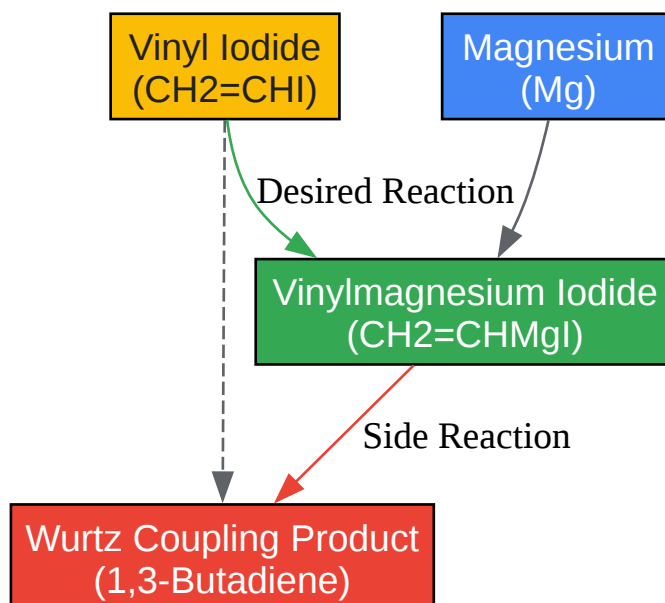 Vinyl Iodide
(CH2=CHI)
Magnesium
(Mg)
Desired Reaction
Vinylmagnesium Iodide
(CH2=CHMgI)
Side Reaction
Wurtz Coupling Product
(1,3-Butadiene)